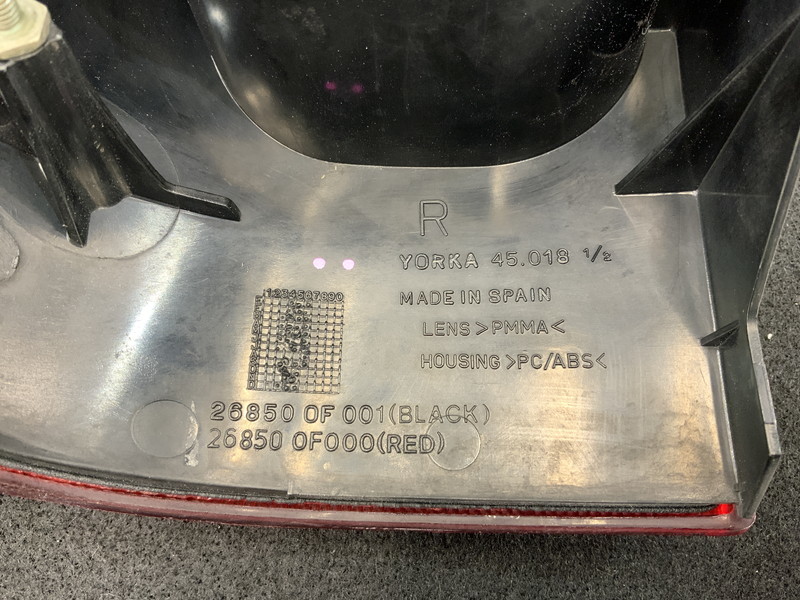 R
YORKA 45.018 1/2
MADE IN SPAIN
LENS >PMMA<
HOUSING >PC/ABS<
1234567890
26850 0F 001(BLACK)
26850 0F000(RED)